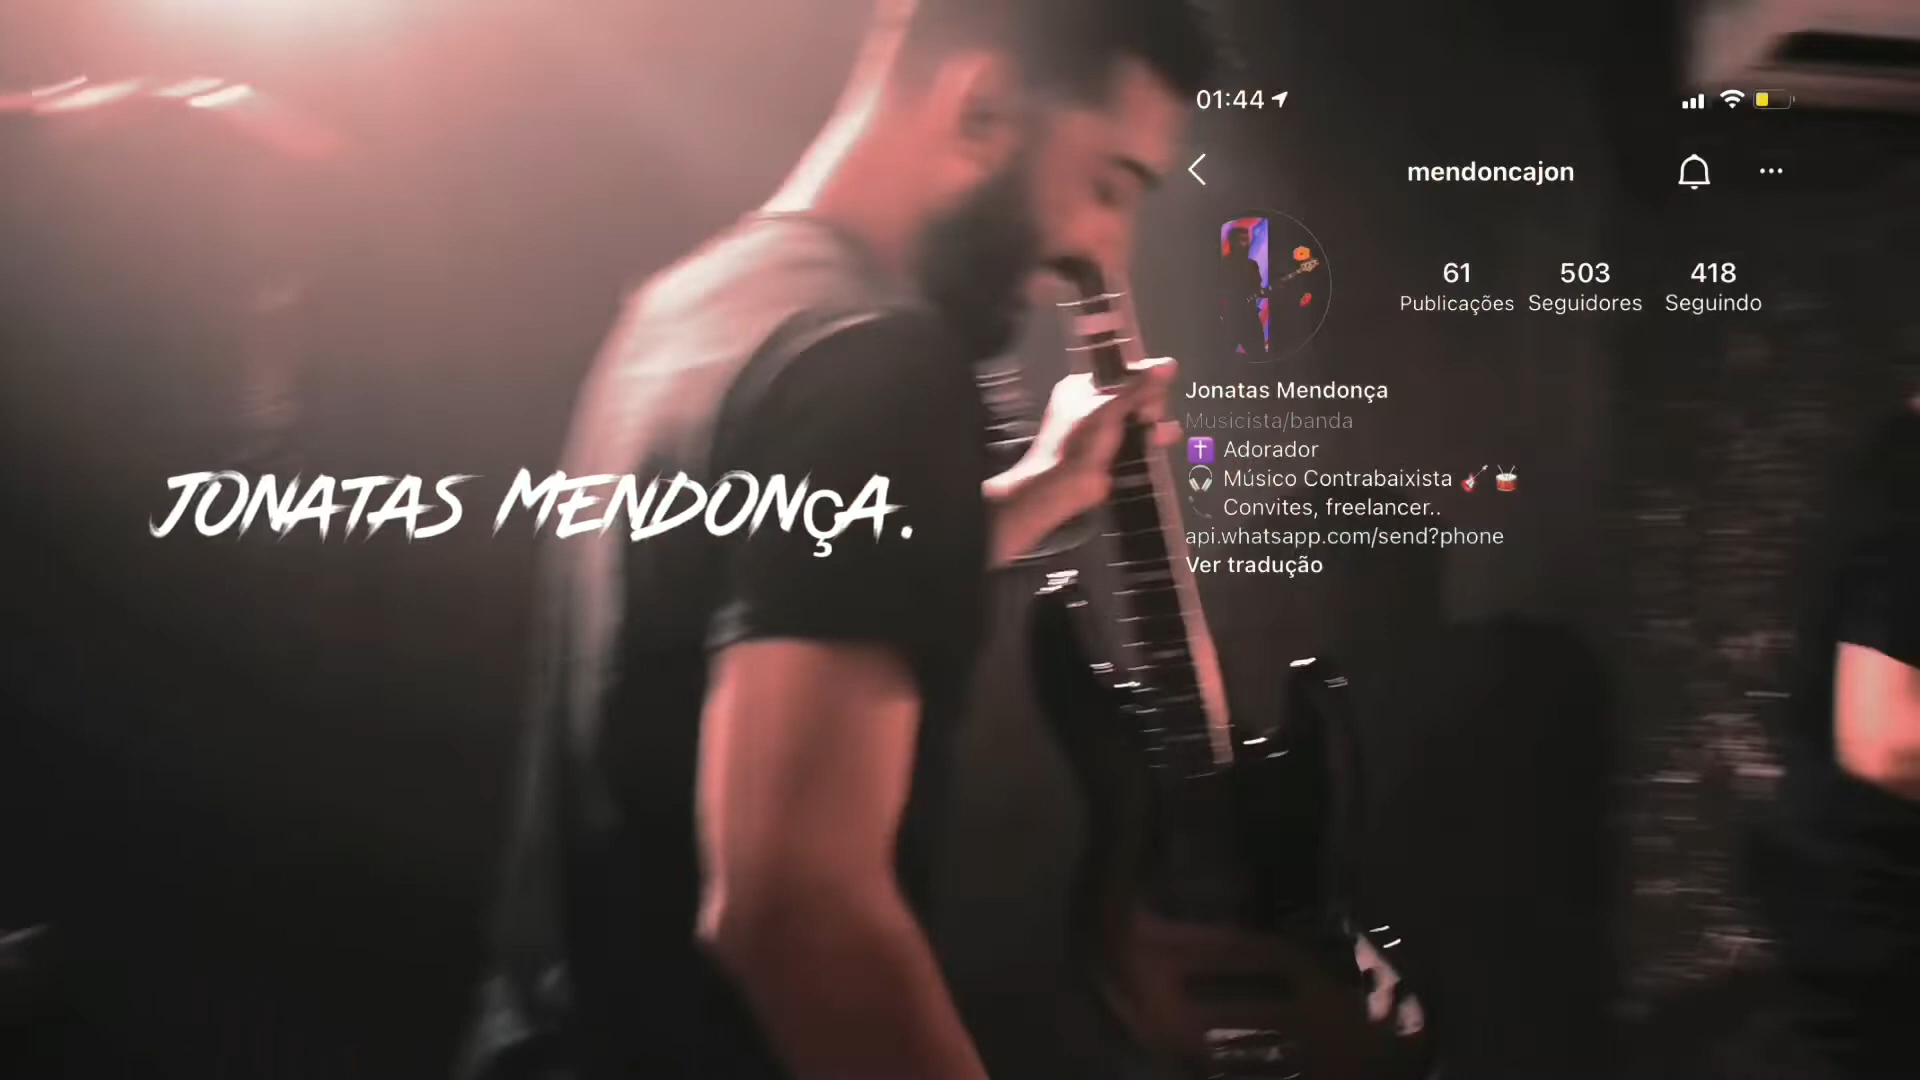 JONATAS MENDONÇA.
01:44
mendoncajon
61
503
418
Publicações
Seguidores
Seguindo
Jonatas Mendonça
Musicista/banda
Adorador
Músico Contrabaixista
Convites, freelancer..
api.whatsapp.com/send?phone
Ver tradução